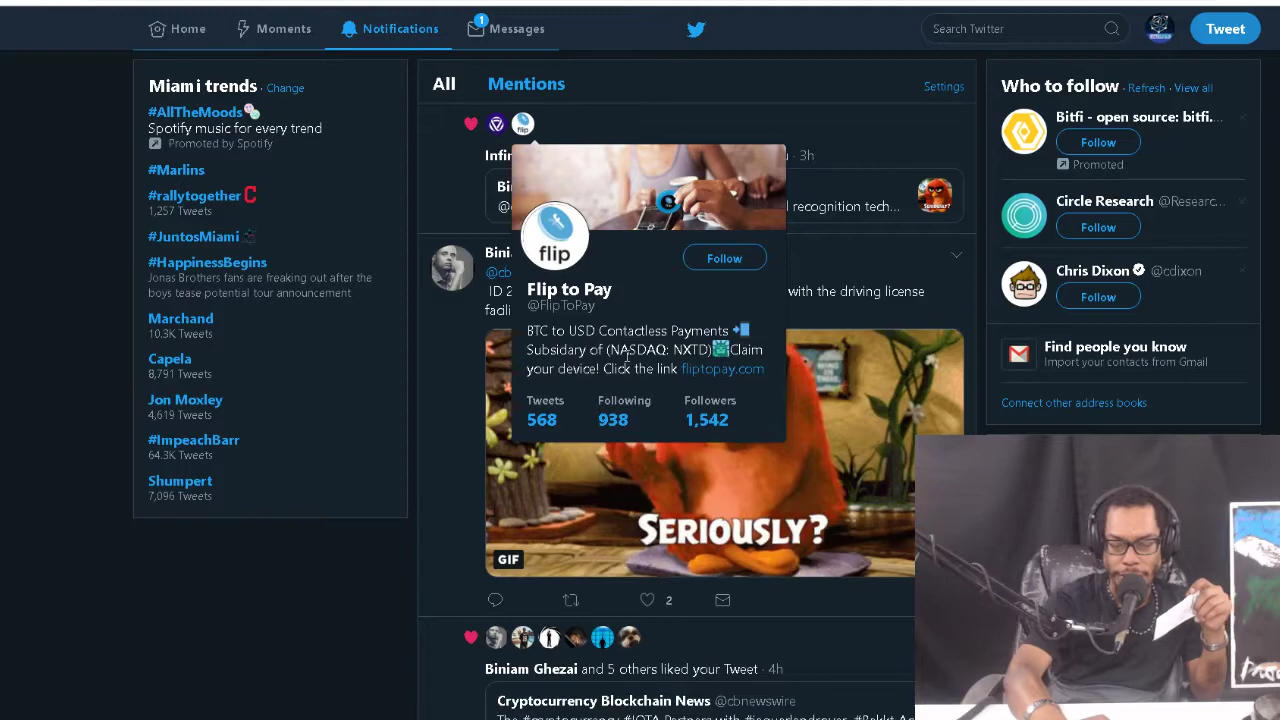 Home
Moments
Notifications
1
Messages
Search Twitter
Tweet
Miami trends · Change
#AllTheMoods
Spotify music for every trend
Promoted by Spotify
#Marlins
#rallytogether
1,257 Tweets
#JuntosMiami
#HappinessBegins
Jonas Brothers fans are freaking out after the
boys tease potential tour announcement
Marchand
10.3K Tweets
Capela
8,791 Tweets
Jon Moxley
4,619 Tweets
#ImpeachBarr
64.3K Tweets
Shumpert
7,096 Tweets
All
Mentions
Settings
flip
· 3h
recognition tech...
SERIOUSLY?
flip
Follow
Flip to Pay
@FlipToPay
BTC to USD Contactless Payments
Subsidary of (NASDAQ: NXTD) Claim
your device! Click the link fliptopay.com
Tweets
Following
Followers
568
938
1,542
@cb
ID 2
with the driving license
SERIOUSLY?
GIF
2
Biniam Ghezai and 5 others liked your Tweet · 4h
Cryptocurrency Blockchain News @cbnewswire
Who to follow · Refresh · View all
Bitfi - open source: bitfi....
Follow
Promoted
Circle Research @Researc...
Follow
Chris Dixon @cdixon
Follow
Find people you know
Import your contacts from Gmail
Connect other address books